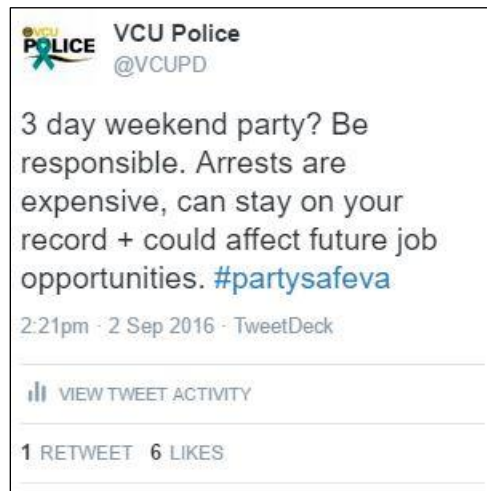 VCU
POLICE
VCU Police
@VCUPD
3 day weekend party? Be
responsible. Arrests are
expensive, can stay on your
record + could affect future job
opportunities. #partysafeva
2:21pm · 2 Sep 2016 · TweetDeck
VIEW TWEET ACTIVITY
1 RETWEET 6 LIKES